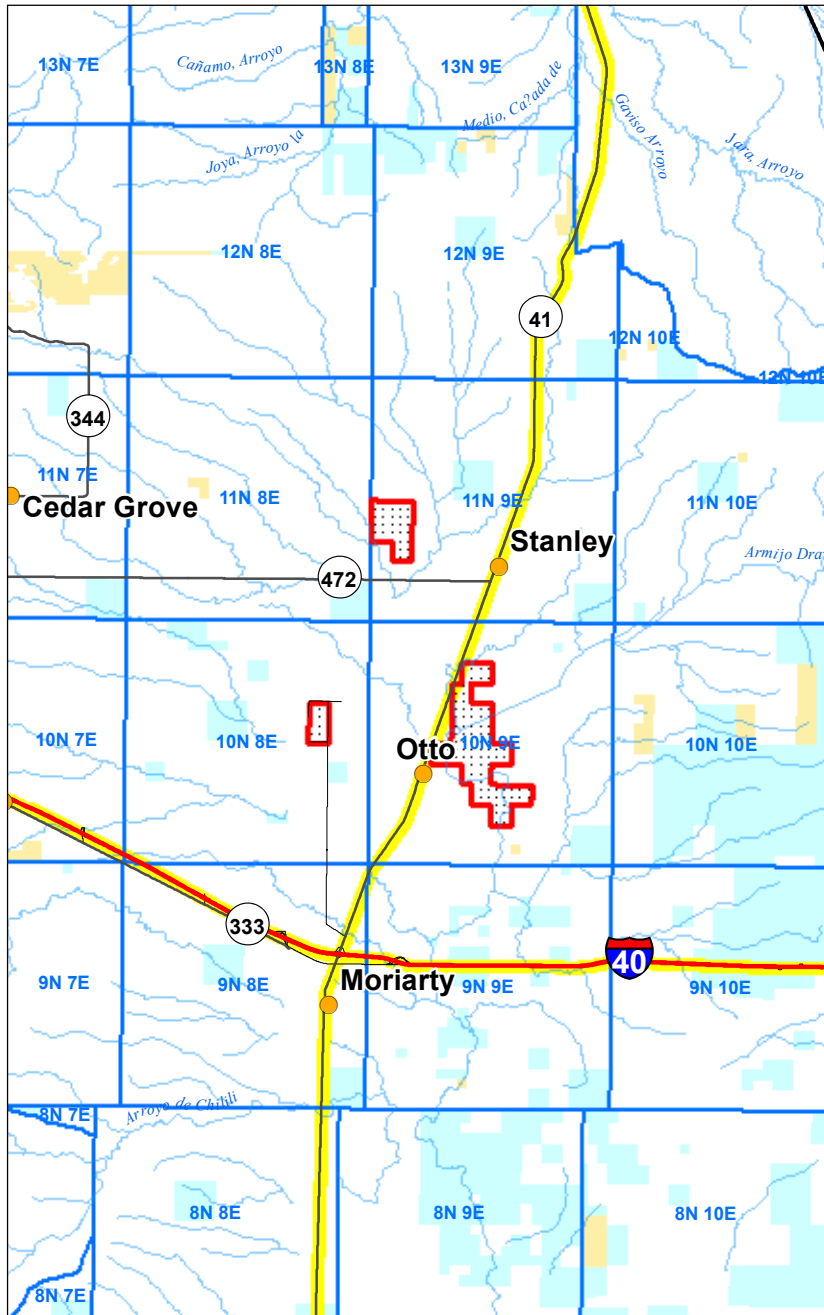 13N 7E
Cañamo, Arroyo
13N 8E
13N 9E
Medio, Ca?ada de
Gaviso Arroyo
Jara, Arroyo
Joya, Arroyo la
12N 8E
12N 9E
41
12N 10E
12N 10E
344
11N 7E
Cedar Grove
11N 8E
11N 9E
11N 10E
Stanley
Armijo Dra
472
10N 7E
10N 8E
Otto
10N 9E
10N 10E
333
40
Moriarty
9N 7E
9N 8E
9N 9E
9N 10E
8N 7E
Arroyo de Chilili
8N 8E
8N 9E
8N 10E
8N 7E